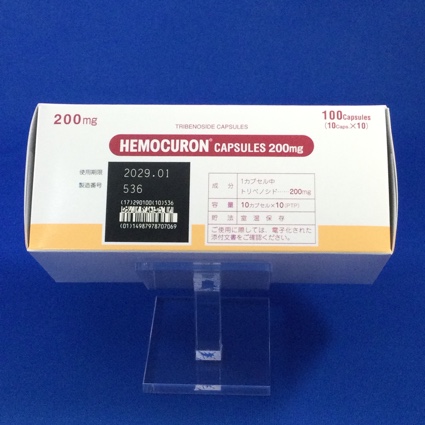 200mg
TRIBENOSIDE CAPSULES
100Capsules
(10Caps.×10)
HEMOCURON® CAPSULES 200mg
使用期限 2029.01
製造番号 536
(17)290100(10)536
(01)14987978707069
成分 1カプセル中
トリベノシド……200mg
容量 10カプセル×10(PTP)
貯法 室温保存
ご使用に際しては、電子化された
添付文書をご確認ください。